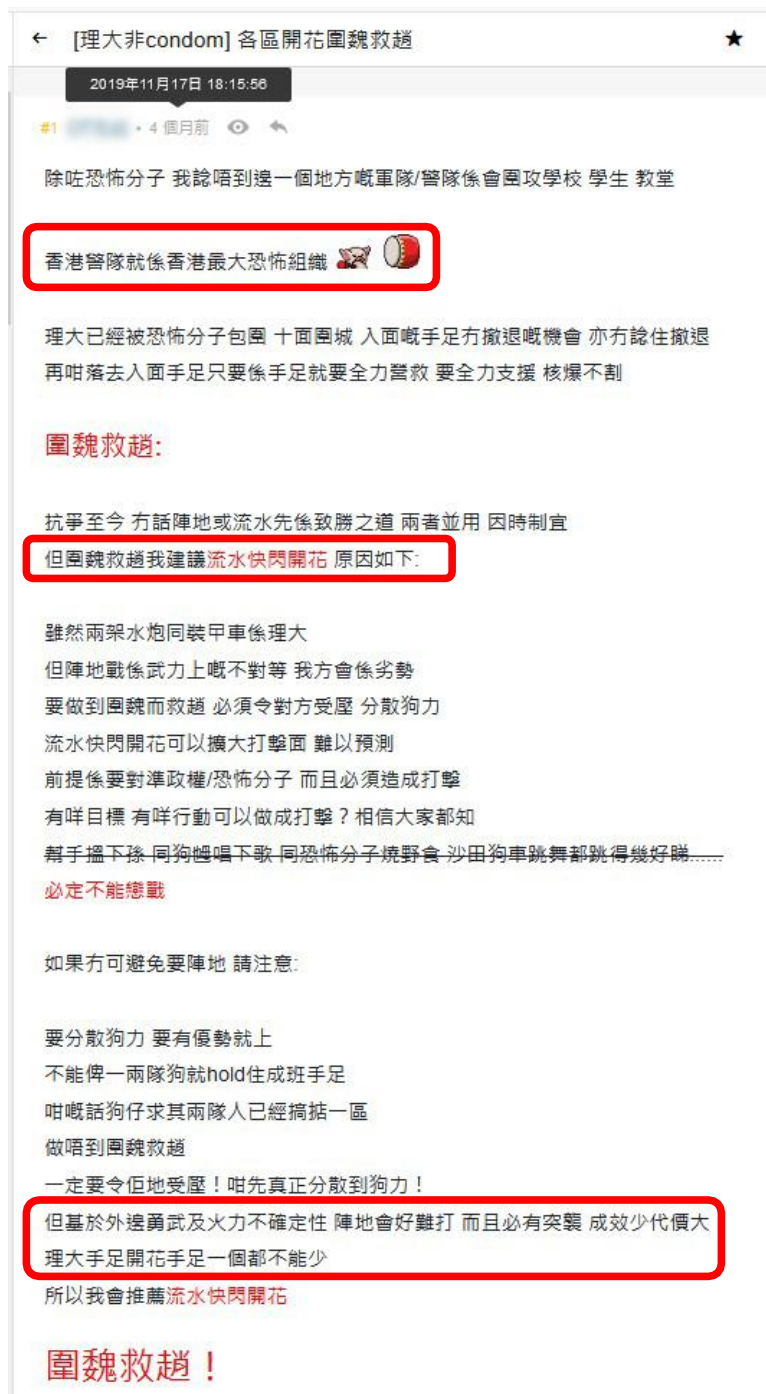 [理大非condom] 各區開花圍魏救趙
2019年11月17日 18:15:56
#1
• 4 個月前
除咗恐怖分子 我諗唔到邊一個地方嘅軍隊/警隊係會圍攻學校 學生 教堂
香港警隊就係香港最大恐怖組織
理大已經被恐怖分子包圍 十面圍城 入面嘅手足冇撤退嘅機會 亦冇諗住撤退
再咁落去入面手足只要係手足就要全力營救 要全力支援 核爆不割
圍魏救趙:
抗爭至今 冇話陣地或流水先係致勝之道 兩者並用 因時制宜
但圍魏救趙我建議流水快閃開花 原因如下:
雖然兩架水炮同裝甲車係理大
但陣地戰係武力上嘅不對等 我方會係劣勢
要做到圍魏而救趙 必須令對方受壓 分散狗力
流水快閃開花可以擴大打擊面 難以預測
前提係要對準政權/恐怖分子 而且必須造成打擊
有咩目標 有咩行動可以做成打擊？相信大家都知
幫手搵下孫 同狗乸唱下歌 同恐怖分子燒野食 沙田狗車跳舞都跳得幾好睇......
必定不能戀戰
如果冇可避免要陣地 請注意:
要分散狗力 要有優勢就上
不能俾一兩隊狗就hold住成班手足
咁嘅話狗仔求其兩隊人已經搞掂一區
做唔到圍魏救趙
一定要令佢地受壓！咁先真正分散到狗力！
但基於外邊勇武及火力不確定性 陣地會好難打 而且必有突襲 成效少代價大
理大手足開花手足一個都不能少
所以我會推薦流水快閃開花
圍魏救趙！